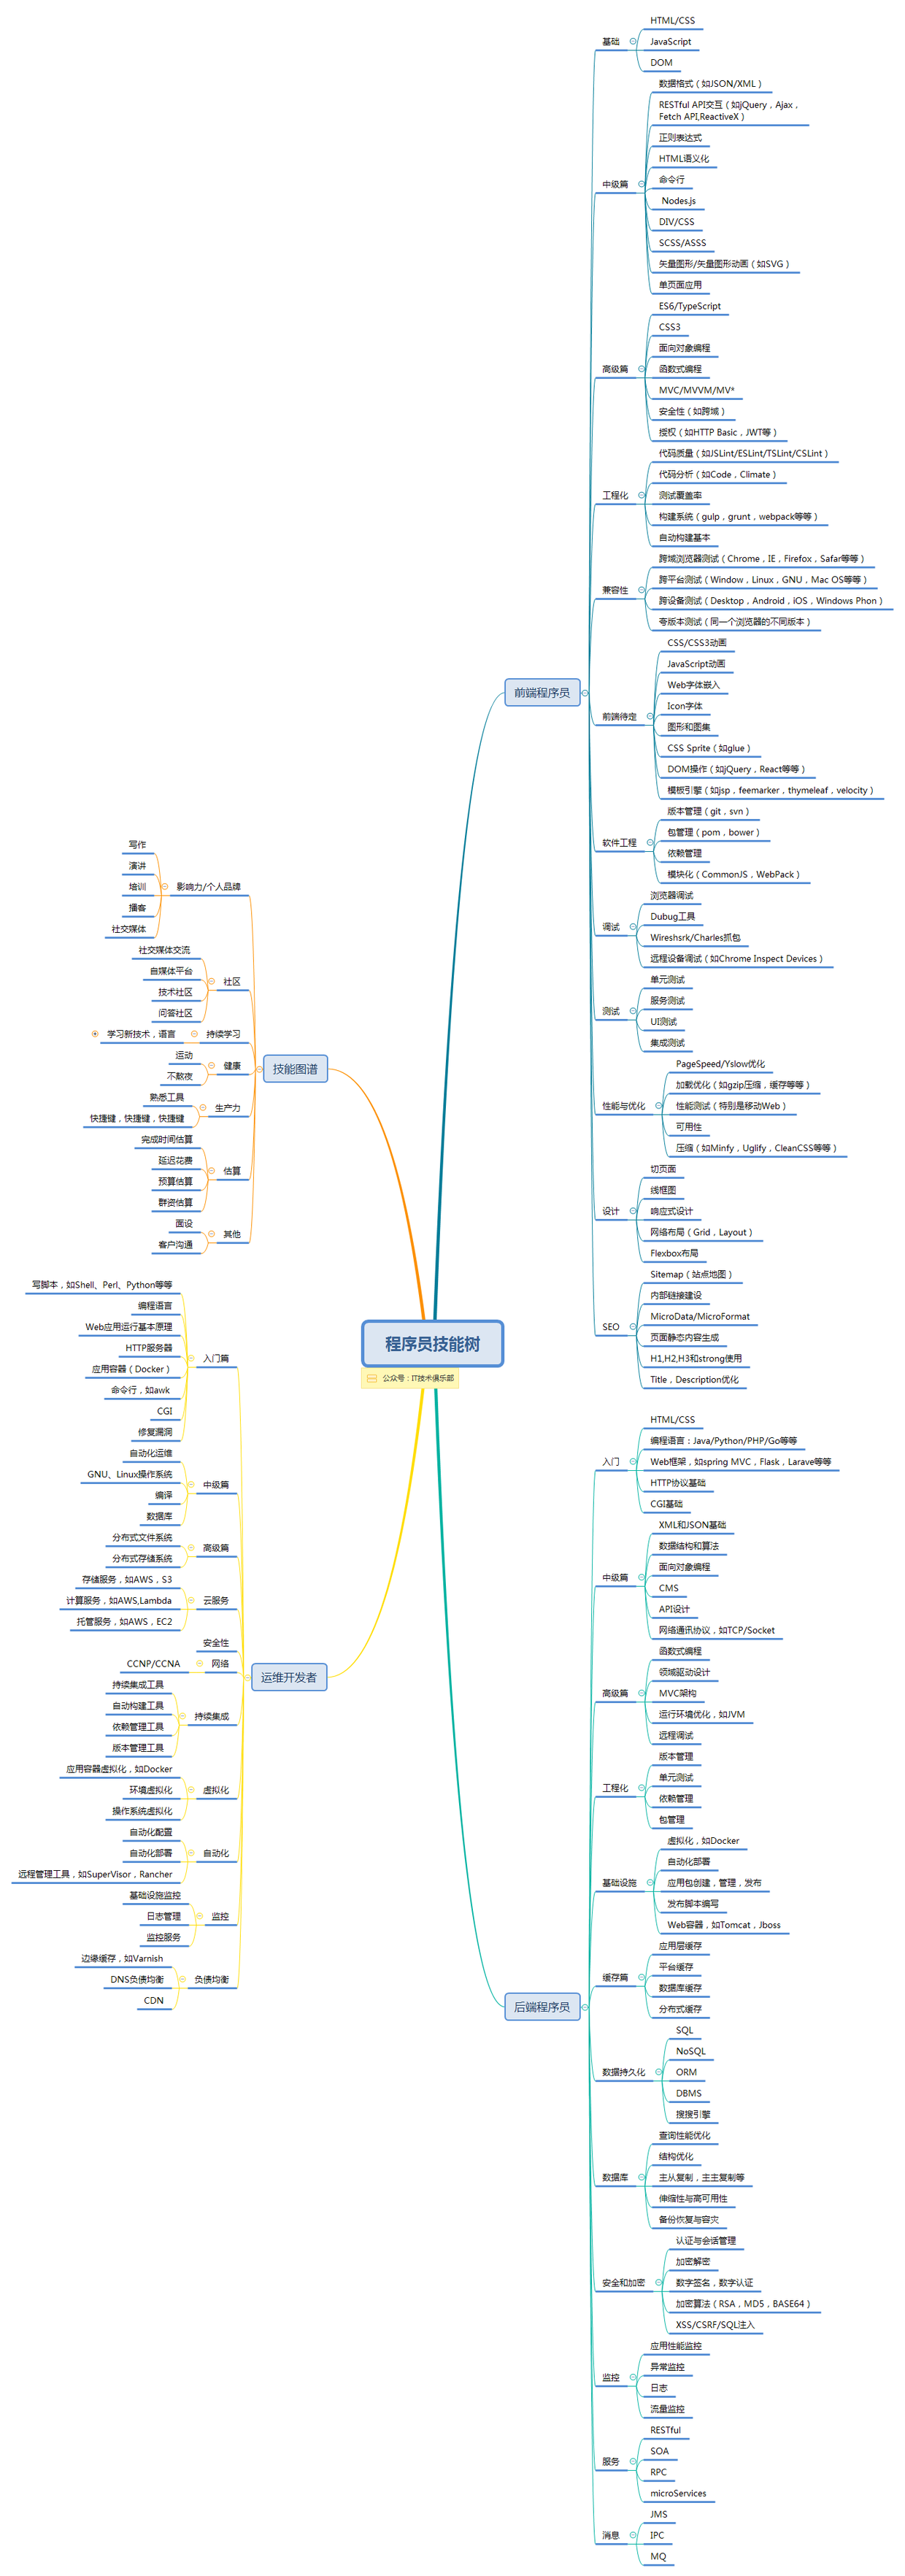 程序员技能树
公众号：IT技术俱乐部
前端程序员
基础
HTML/CSS
JavaScript
DOM
中级篇
数据格式（如JSON/XML）
RESTful API交互（如jQuery，Ajax，
Fetch API,ReactiveX）
正则表达式
HTML语义化
命令行
Nodes.js
DIV/CSS
SCSS/ASSS
矢量图形/矢量图形动画（如SVG）
单页面应用
高级篇
ES6/TypeScript
CSS3
面向对象编程
函数式编程
MVC/MVVM/MV*
安全性（如跨域）
授权（如HTTP Basic，JWT等）
工程化
代码质量（如JSLint/ESLint/TSLint/CSLint）
代码分析（如Code，Climate）
测试覆盖率
构建系统（gulp，grunt，webpack等等）
自动构建基本
兼容性
跨域浏览器测试（Chrome，IE，Firefox，Safar等等）
跨平台测试（Window，Linux，GNU，Mac OS等等）
跨设备测试（Desktop，Android，iOS，Windows Phon）
夸版本测试（同一个浏览器的不同版本）
前端待定
CSS/CSS3动画
JavaScript动画
Web字体嵌入
Icon字体
图形和图集
CSS Sprite（如glue）
DOM操作（如jQuery，React等等）
模板引擎（如jsp，feemarker，thymeleaf，velocity）
软件工程
版本管理（git，svn）
包管理（pom，bower）
依赖管理
模块化（CommonJS，WebPack）
调试
浏览器调试
Dubug工具
Wireshsrk/Charles抓包
远程设备调试（如Chrome Inspect Devices）
测试
单元测试
服务测试
UI测试
集成测试
性能与优化
PageSpeed/Yslow优化
加载优化（如gzip压缩，缓存等等）
性能测试（特别是移动Web）
可用性
压缩（如Minfy，Uglify，CleanCSS等等）
设计
切页面
线框图
响应式设计
网络布局（Grid，Layout）
Flexbox布局
SEO
Sitemap（站点地图）
内部链接建设
MicroData/MicroFormat
页面静态内容生成
H1,H2,H3和strong使用
Title，Description优化
后端程序员
入门
HTML/CSS
编程语言：Java/Python/PHP/Go等等
Web框架，如spring MVC，Flask，Larave等等
HTTP协议基础
CGI基础
中级篇
XML和JSON基础
数据结构和算法
面向对象编程
CMS
API设计
网络通讯协议，如TCP/Socket
高级篇
函数式编程
领域驱动设计
MVC架构
运行环境优化，如JVM
远程调试
工程化
版本管理
单元测试
依赖管理
包管理
基础设施
虚拟化，如Docker
自动化部署
应用包创建，管理，发布
发布脚本编写
Web容器，如Tomcat，Jboss
缓存篇
应用层缓存
平台缓存
数据库缓存
分布式缓存
数据持久化
SQL
NoSQL
ORM
DBMS
搜搜引擎
数据库
查询性能优化
结构优化
主从复制，主主复制等
伸缩性与高可用性
备份恢复与容灾
安全和加密
认证与会话管理
加密解密
数字签名，数字认证
加密算法（RSA，MD5，BASE64）
XSS/CSRF/SQL注入
监控
应用性能监控
异常监控
日志
流量监控
服务
RESTful
SOA
RPC
microServices
消息
JMS
IPC
MQ
技能图谱
影响力/个人品牌
写作
演讲
培训
播客
社交媒体
社区
社交媒体交流
自媒体平台
技术社区
问答社区
持续学习
学习新技术，语言
健康
运动
不熬夜
生产力
熟悉工具
快捷键，快捷键，快捷键
估算
完成时间估算
延迟花费
预算估算
群资估算
其他
面设
客户沟通
运维开发者
入门篇
写脚本，如Shell、Perl、Python等等
编程语言
Web应用运行基本原理
HTTP服务器
应用容器（Docker）
命令行，如awk
CGI
修复漏洞
中级篇
自动化运维
GNU、Linux操作系统
编译
数据库
高级篇
分布式文件系统
分布式存储系统
云服务
存储服务，如AWS，S3
计算服务，如AWS,Lambda
托管服务，如AWS，EC2
安全性
网络
CCNP/CCNA
持续集成
持续集成工具
自动构建工具
依赖管理工具
版本管理工具
虚拟化
应用容器虚拟化，如Docker
环境虚拟化
操作系统虚拟化
自动化
自动化配置
自动化部署
远程管理工具，如SuperVisor，Rancher
监控
基础设施监控
日志管理
监控服务
负债均衡
边缘缓存，如Varnish
DNS负债均衡
CDN